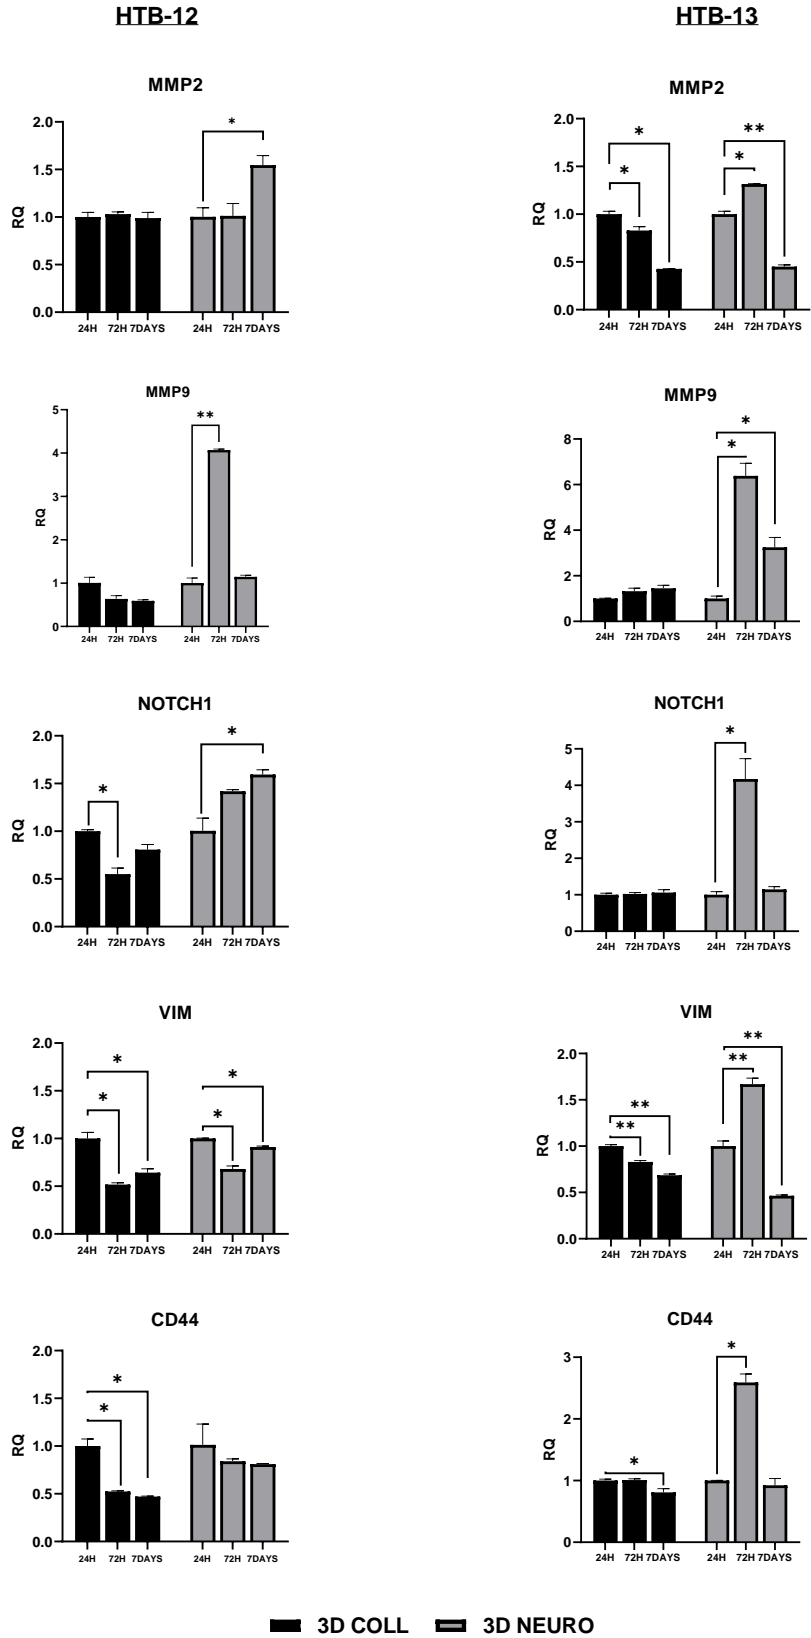 HTB-12
HTB-13
MMP2
2.0
1.5
1.0
0.5
0.0
RQ
*
24H 72H 7DAYS 24H 72H 7DAYS
MMP2
2.0
1.5
1.0
0.5
0.0
RQ
* * ** *
24H 72H 7DAYS 24H 72H 7DAYS
MMP9
5
4
3
2
1
0
RQ
**
24H 72H 7DAYS 24H 72H 7DAYS
MMP9
8
6
4
2
0
RQ
*
*
24H 72H 7DAYS 24H 72H 7DAYS
NOTCH1
2.0
1.5
1.0
0.5
0.0
RQ
* *
24H 72H 7DAYS 24H 72H 7DAYS
NOTCH1
5
4
3
2
1
0
RQ
*
24H 72H 7DAYS 24H 72H 7DAYS
VIM
2.0
1.5
1.0
0.5
0.0
RQ
* *
* *
24H 72H 7DAYS 24H 72H 7DAYS
VIM
2.0
1.5
1.0
0.5
0.0
RQ
** **
** **
24H 72H 7DAYS 24H 72H 7DAYS
CD44
2.0
1.5
1.0
0.5
0.0
RQ
*
*
24H 72H 7DAYS 24H 72H 7DAYS
CD44
3
2
1
0
RQ
* *
24H 72H 7DAYS 24H 72H 7DAYS
3D COLL 3D NEURO